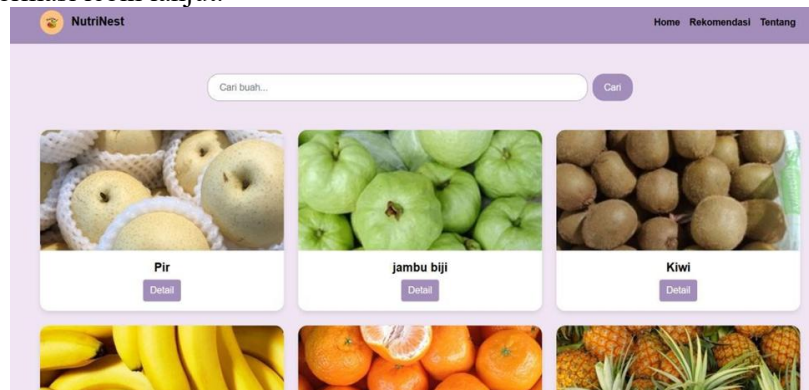 NutriNest
Home Rekomendasi Tentang
Cari buah... Cari
Pir
Detail
jambu biji
Detail
Kiwi
Detail